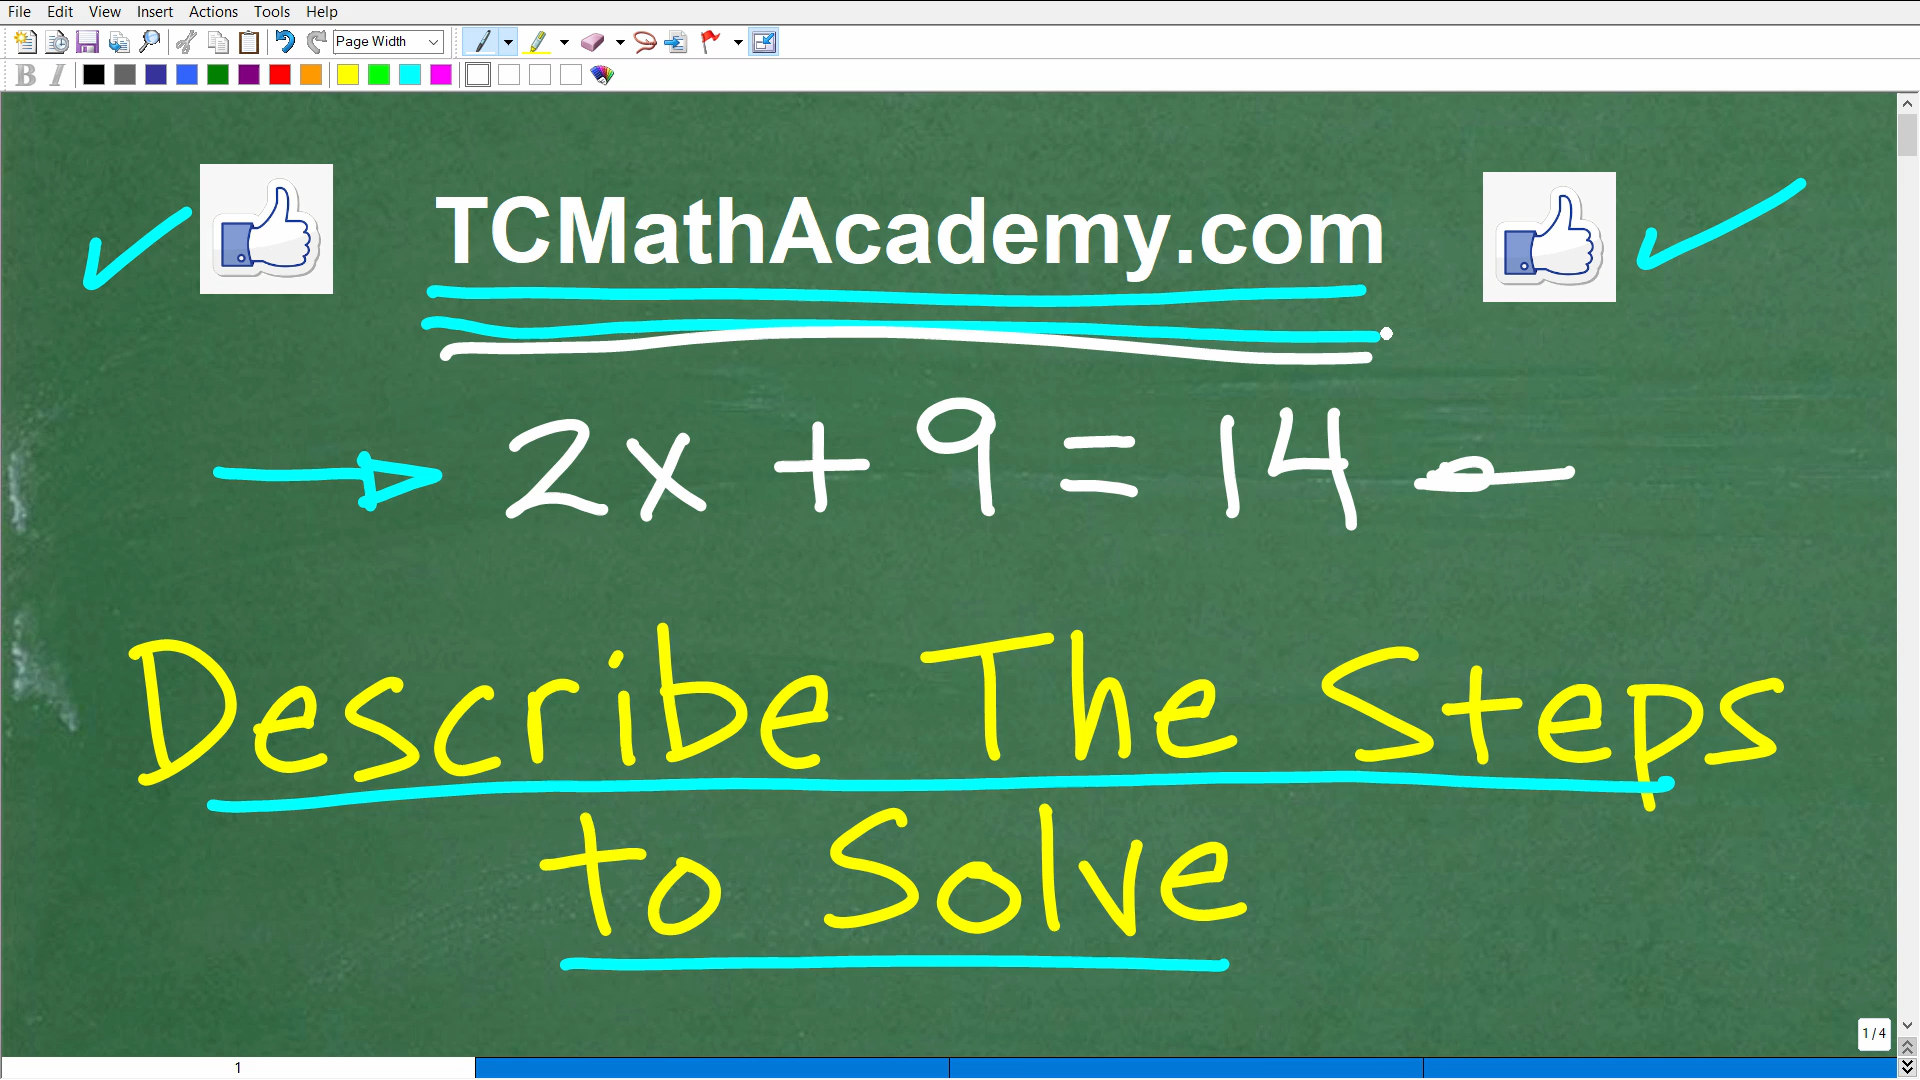 File Edit View Insert Actions Tools Help
Page Width
B I
TCMathAcademy.com
2x + 9 = 14
Describe The Steps
to Solve
1 / 4
1